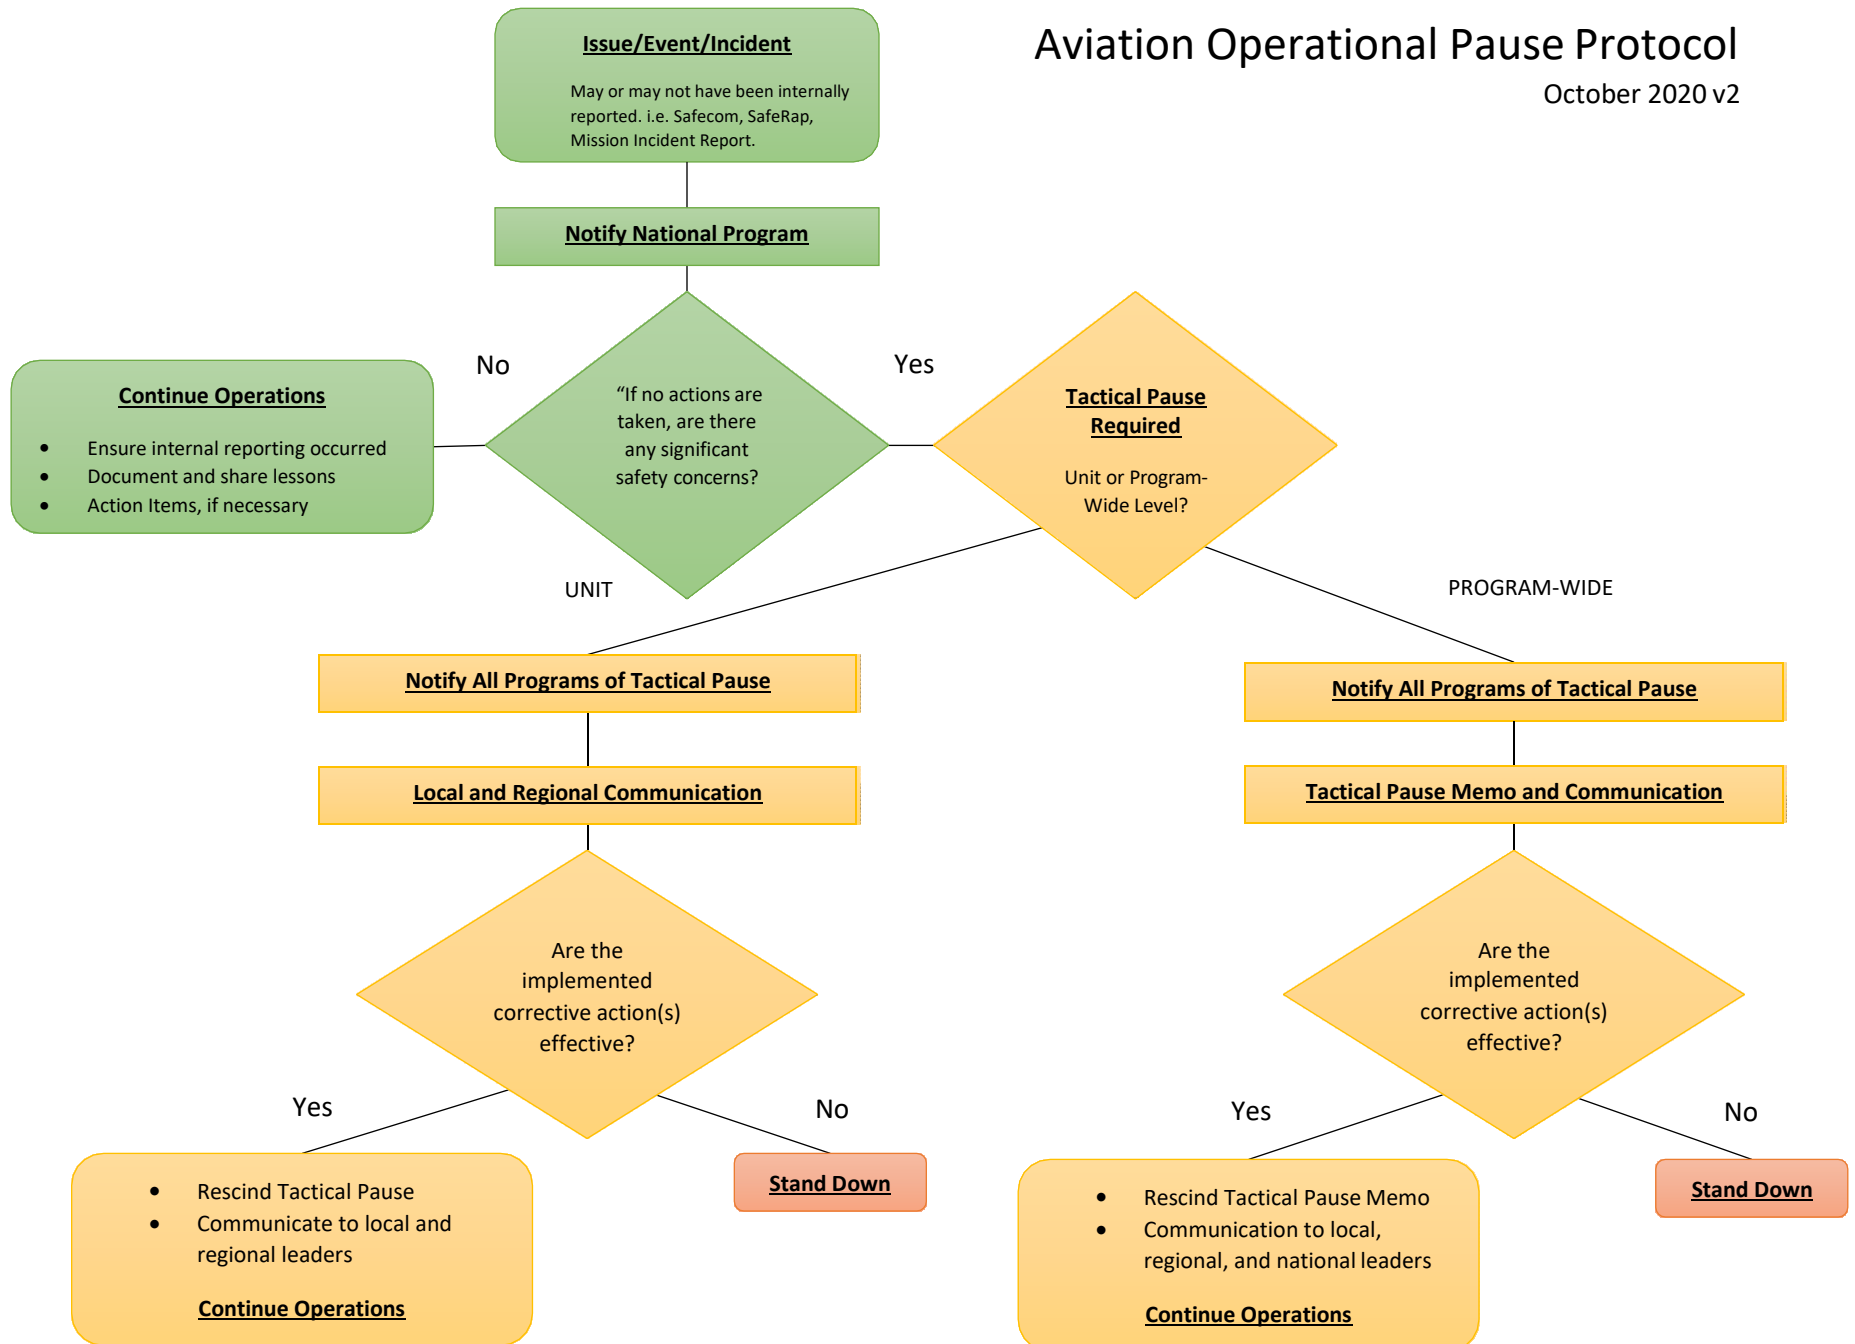 Aviation Operational Pause Protocol
October 2020 v2
Issue/Event/Incident
May or may not have been internally
reported. i.e. Safecom, SafeRap,
Mission Incident Report.
Notify National Program
No
Yes
Continue Operations
• Ensure internal reporting occurred
• Document and share lessons
• Action Items, if necessary
“If no actions are
taken, are there
any significant
safety concerns?
Tactical Pause
Required
Unit or Program-
Wide Level?
UNIT
PROGRAM-WIDE
Notify All Programs of Tactical Pause
Local and Regional Communication
Are the
implemented
corrective action(s)
effective?
Yes
No
• Rescind Tactical Pause
• Communicate to local and
regional leaders
Continue Operations
Stand Down
Notify All Programs of Tactical Pause
Tactical Pause Memo and Communication
Are the
implemented
corrective action(s)
effective?
Yes
No
• Rescind Tactical Pause Memo
• Communication to local,
regional, and national leaders
Continue Operations
Stand Down